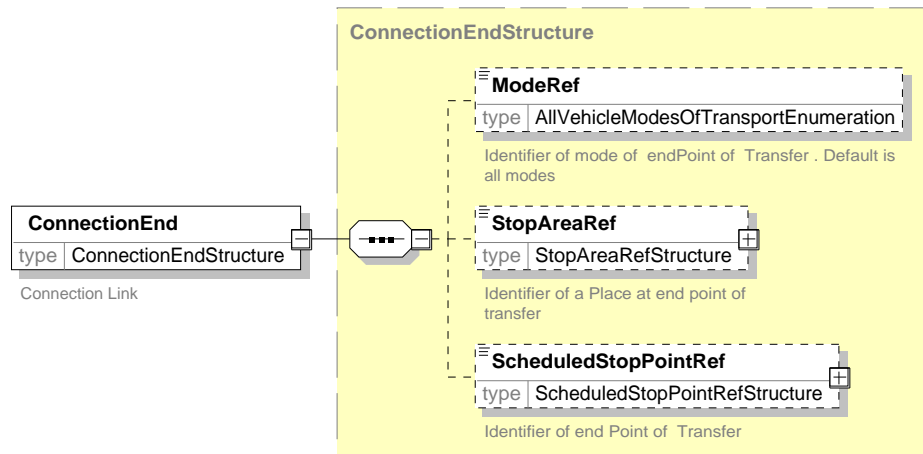 ConnectionEndStructure
ModeRef
type AllVehicleModesOfTransportEnumeration
Identifier of mode of endPoint of Transfer . Default is
all modes
ConnectionEnd
type ConnectionEndStructure
Connection Link
StopAreaRef
type StopAreaRefStructure
Identifier of a Place at end point of
transfer
ScheduledStopPointRef
type ScheduledStopPointRefStructure
Identifier of end Point of Transfer